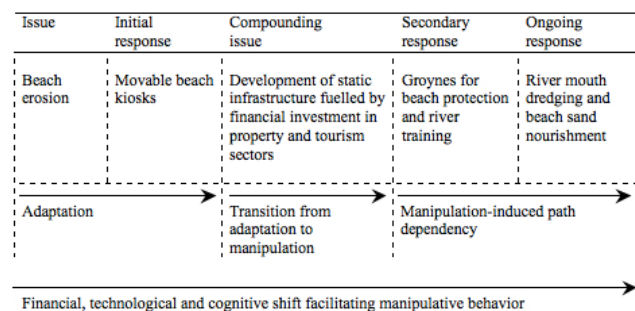 Issue
Initial response
Compounding issue
Secondary response
Ongoing response
Beach
erosion
Movable beach
kiosks
Development of static
infrastructure fuelled by
financial investment in
property and tourism
sectors
Groynes for
beach protection
and river
training
River mouth
dredging and
beach sand
nourishment
Adaptation
Transition from
adaptation to
manipulation
Manipulation-induced path
dependency
Financial, technological and cognitive shift facilitating manipulative behavior